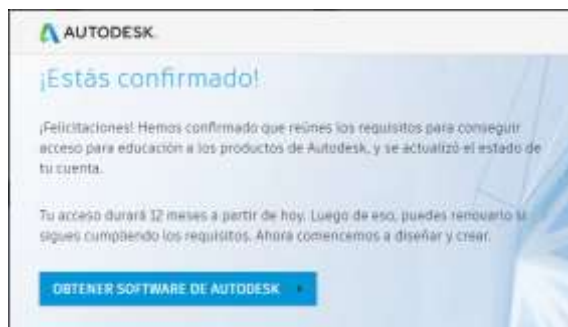 AUTODESK.
¡Estás confirmado!
¡Felicitaciones! Hemos confirmado que reúnes los requisitos para conseguir
acceso para educación a los productos de Autodesk, y se actualizó el estado de
tu cuenta.
Tu acceso durará 12 meses a partir de hoy. Luego de eso, puedes renovarlo si
sigues cumpliendo los requisitos. Ahora comencemos a diseñar y crear.
OBTENER SOFTWARE DE AUTODESK